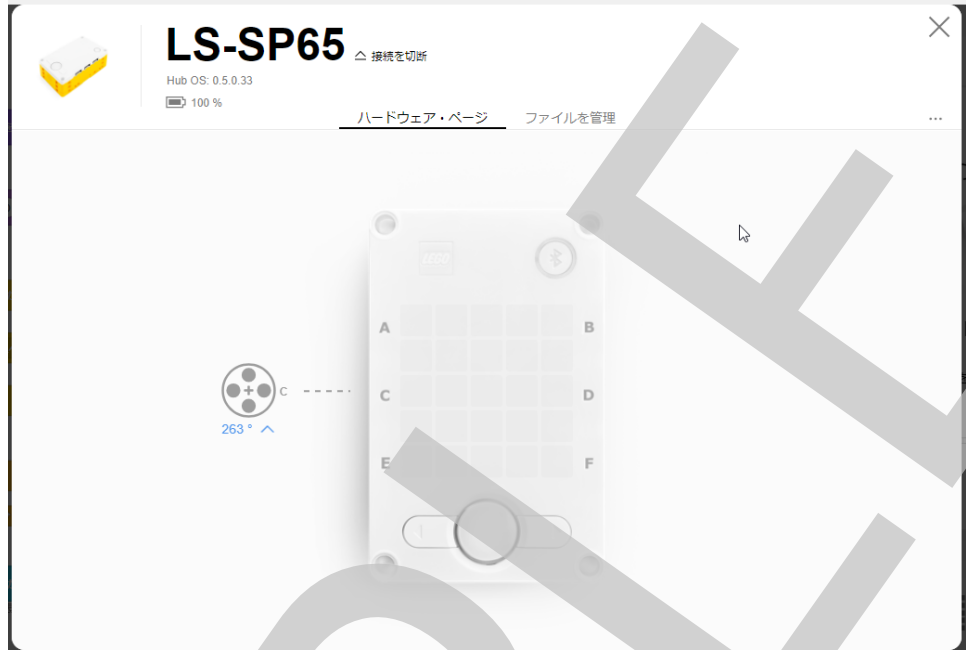 LS-SP65
接続を切断
Hub OS: 0.5.0.33
100 %
ハードウェア・ページ
ファイルを管理
...
LEGO
A
B
C
C
D
263 °
E
F